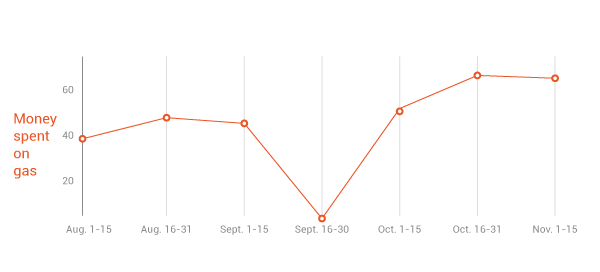 60
40
20
Money
spent
on
gas
Aug. 1-15 Aug. 16-31 Sept. 1-15 Sept. 16-30 Oct. 1-15 Oct. 16-31 Nov. 1-15